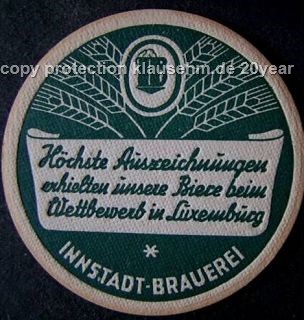 copy protection klausehm.de 20year
Höchste Auszeichnungen
erhielten unsere Biere beim
Wettbewerb in Luxemburg
*
INNSTADT-BRAUEREI